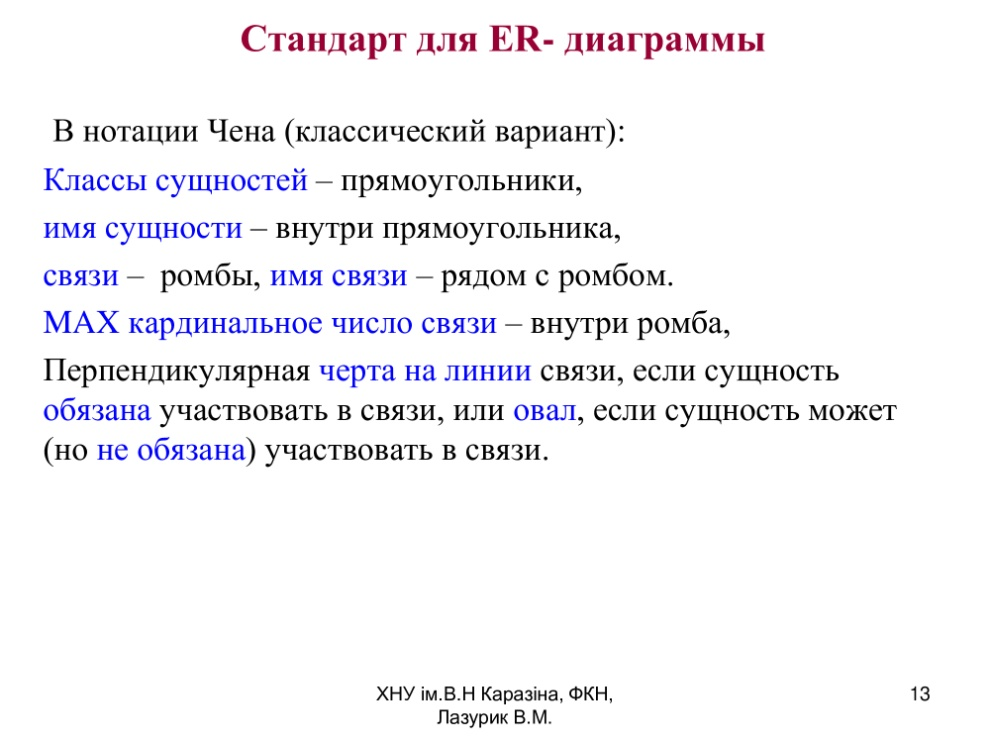 Стандарт для ER- диаграммы
В нотации Чена (классический вариант):
Классы сущностей – прямоугольники,
имя сущности – внутри прямоугольника,
связи – ромбы, имя связи – рядом с ромбом.
MAX кардинальное число связи – внутри ромба,
Перпендикулярная черта на линии связи, если сущность
обязана участвовать в связи, или овал, если сущность может
(но не обязана) участвовать в связи.
ХНУ ім.В.Н Каразіна, ФКН,
Лазурик В.М.
13